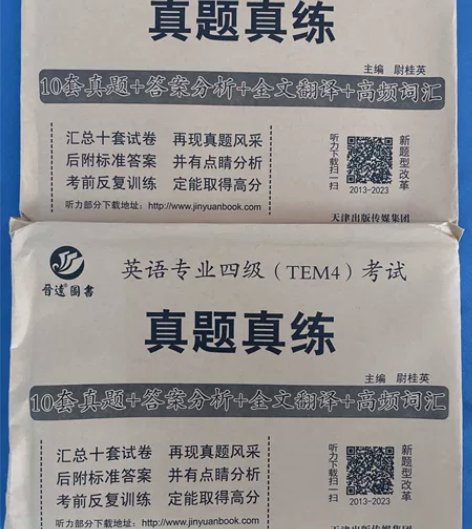 真题真练
主编 尉桂英
10套真题+答案分析+全文翻译+高频词汇
汇总十套试卷 再现真题风采
后附标准答案 并有点睛分析
考前反复训练 定能取得高分
听力部分下载地址：http://www.jinyuanbook.com
听力下载扫一扫
新题型改革
2013-2023
天津出版传媒集团
晋远图书
英语专业四级（TEM4）考试
真题真练
主编 尉桂英
10套真题+答案分析+全文翻译+高频词汇
汇总十套试卷 再现真题风采
后附标准答案 并有点睛分析
考前反复训练 定能取得高分
听力部分下载地址：http://www.jinyuanbook.com
听力下载扫一扫
新题型改革
2013-2023
天津出版传媒集团